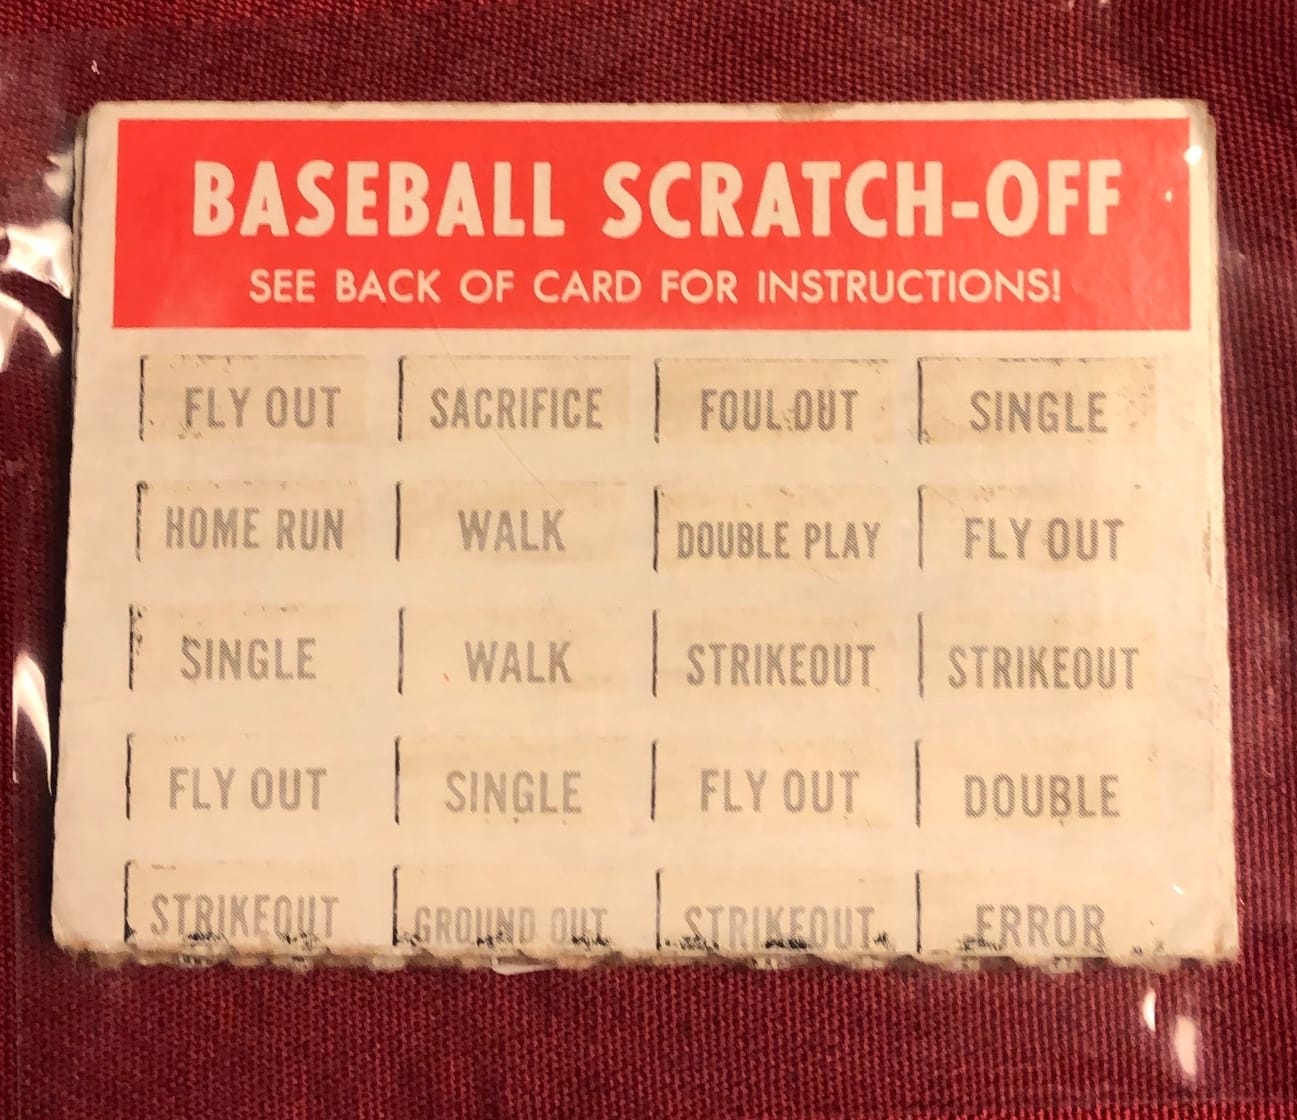 BASEBALL SCRATCH-OFF
SEE BACK OF CARD FOR INSTRUCTIONS!
FLY OUT SACRIFICE FOUL OUT SINGLE
HOME RUN WALK DOUBLE PLAY FLY OUT
SINGLE WALK STRIKEOUT STRIKEOUT
FLY OUT SINGLE FLY OUT DOUBLE
STRIKEOUT GROUND OUT STRIKEOUT ERROR